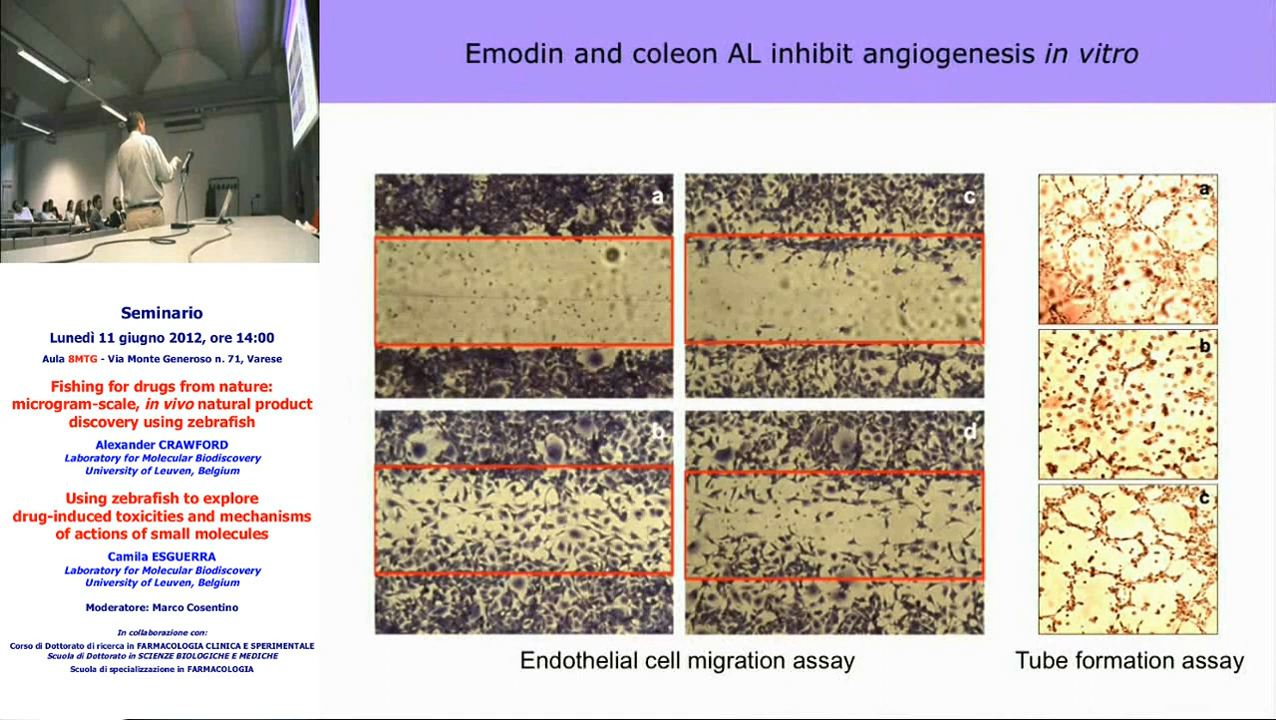 Emodin and coleon AL inhibit angiogenesis in vitro
a
c
b
d
a
b
c
Endothelial cell migration assay
Tube formation assay
Seminario
Lunedì 11 giugno 2012, ore 14:00
Aula 8MTG - Via Monte Generoso n. 71, Varese
Fishing for drugs from nature:
microgram-scale, in vivo natural product
discovery using zebrafish
Alexander CRAWFORD
Laboratory for Molecular Biodiscovery
University of Leuven, Belgium
Using zebrafish to explore
drug-induced toxicities and mechanisms
of actions of small molecules
Camila ESGUERRA
Laboratory for Molecular Biodiscovery
University of Leuven, Belgium
Moderatore: Marco Cosentino
In collaborazione con:
Corso di Dottorato di ricerca in FARMACOLOGIA CLINICA E SPERIMENTALE
Scuola di Dottorato in SCIENZE BIOLOGICHE E MEDICHE
Scuola di specializzazione in FARMACOLOGIA